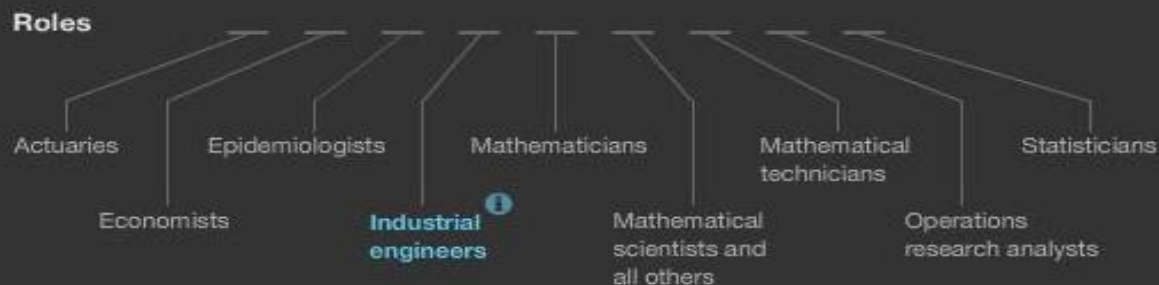 Roles
Actuaries
Epidemiologists
Mathematicians
Mathematical
technicians
Statisticians
Economists
Industrial
engineers
Mathematical
scientists and
all others
Operations
research analysts